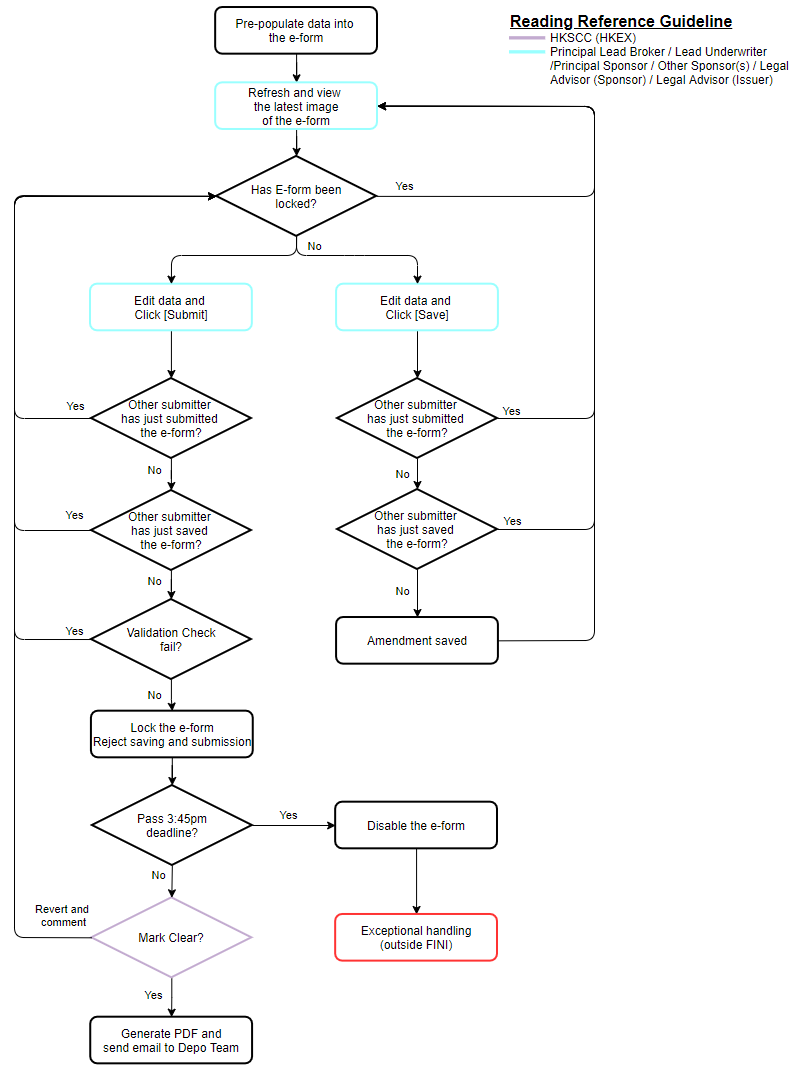 Pre-populate data into
the e-form
Reading Reference Guideline
HKSCC (HKEX)
Principal Lead Broker / Lead Underwriter
/Principal Sponsor / Other Sponsor(s) / Legal
Advisor (Sponsor) / Legal Advisor (Issuer)
Refresh and view
the latest image
of the e-form
Has E-form been
locked?
Yes
No
Edit data and
Click [Submit]
Edit data and
Click [Save]
Other submitter
has just submitted
the e-form?
Yes
No
Other submitter
has just submitted
the e-form?
Yes
No
Other submitter
has just saved
the e-form?
Yes
No
Other submitter
has just saved
the e-form?
Yes
No
Validation Check
fail?
Yes
No
Amendment saved
Lock the e-form
Reject saving and submission
Pass 3:45pm
deadline?
Yes
No
Disable the e-form
Revert and
comment
Mark Clear?
Yes
Exceptional handling
(outside FINI)
Generate PDF and
send email to Depo Team